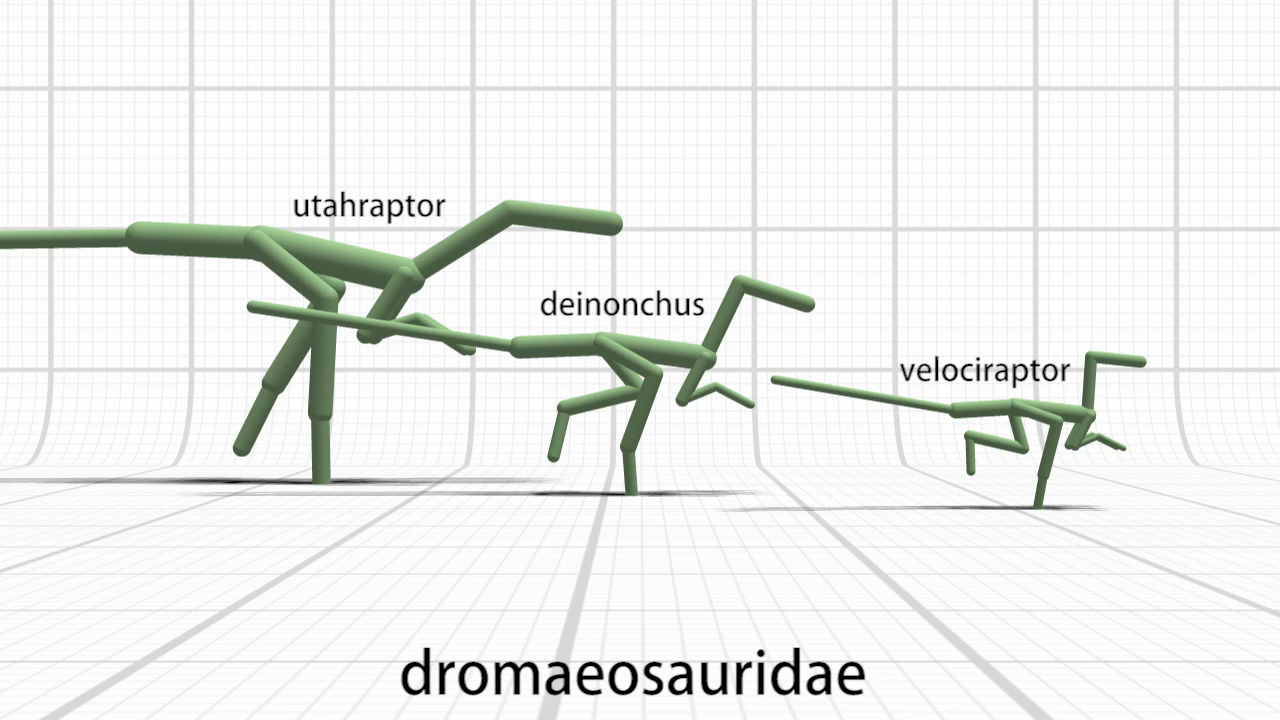 utahraptor
deinonchus
velociraptor
dromaeosauridae